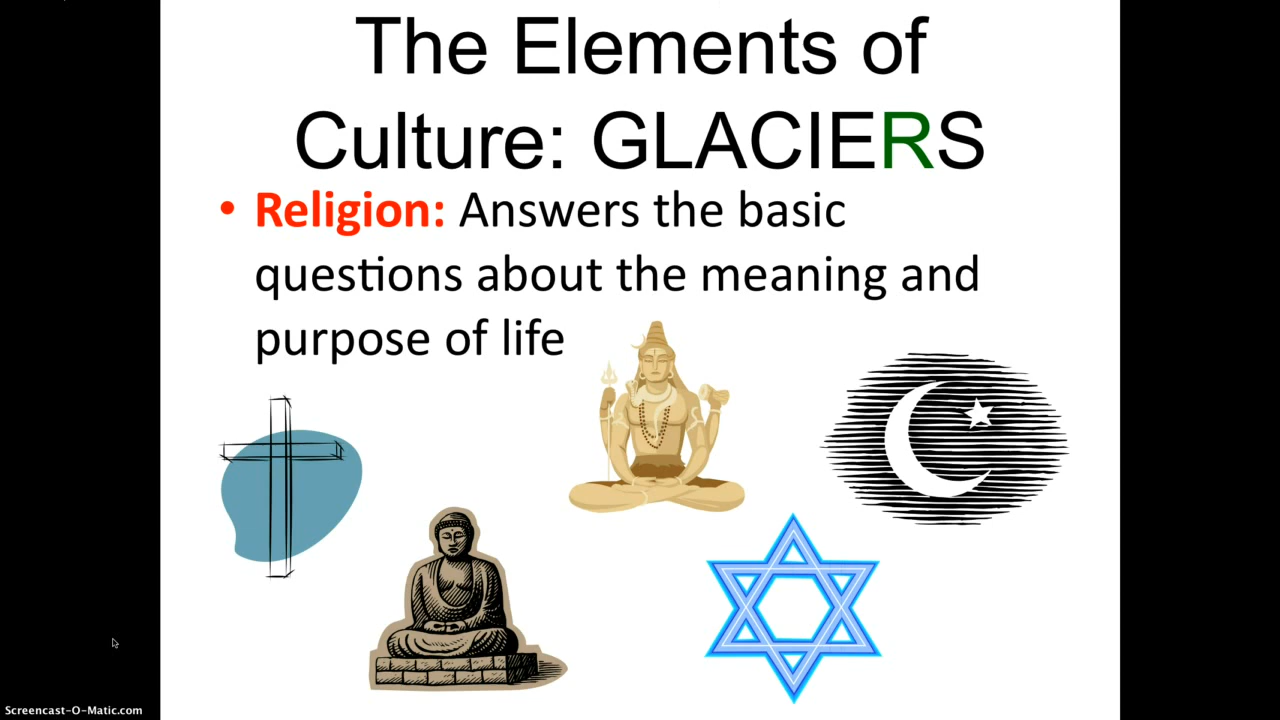 The Elements of
Culture: GLACIERS
• Religion: Answers the basic
questions about the meaning and
purpose of life
Screencast-O-Matic.com